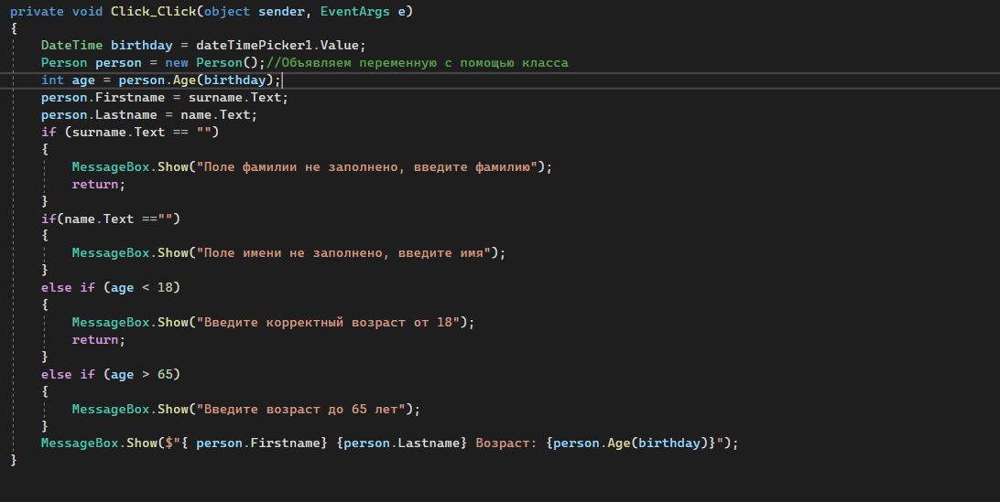 private void Click_Click(object sender, EventArgs e)
{
    DateTime birthday = dateTimePicker1.Value;
    Person person = new Person();//Объявляем переменную с помощью класса
    int age = person.Age(birthday);
    person.Firstname = surname.Text;
    person.Lastname = name.Text;
    if (surname.Text == "")
    {
        MessageBox.Show("Поле фамилии не заполнено, введите фамилию");
        return;
    }
    if(name.Text =="")
    {
        MessageBox.Show("Поле имени не заполнено, введите имя");
    }
    else if (age < 18)
    {
        MessageBox.Show("Введите корректный возраст от 18");
        return;
    }
    else if (age > 65)
    {
        MessageBox.Show("Введите возраст до 65 лет");
    }
    MessageBox.Show($"{ person.Firstname} {person.Lastname} Возраст: {person.Age(birthday)}");
}